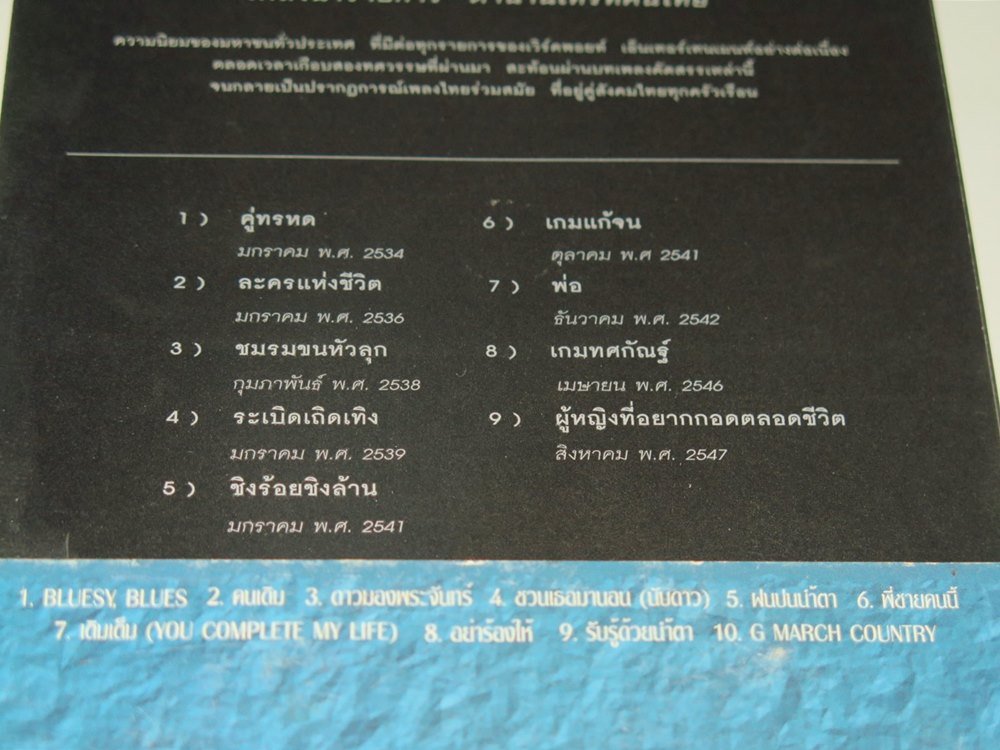 ความนิยมของมหาชนทั่วประเทศ ที่มีต่อทุกรายการของเวิร์คพอยท์ เอ็นเตอร์เทนเมนท์อย่างต่อเนื่อง
ตลอดเวลาเกือบสองทศวรรษที่ผ่านมา สะท้อนผ่านบทเพลงคัดสรรเหล่านี้
จนกลายเป็นปรากฏการณ์เพลงไทยร่วมสมัย ที่อยู่คู่สังคมไทยทุกครัวเรือน
1) คู่ทรหด
มกราคม พ.ศ. 2534
2) ละครแห่งชีวิต
มกราคม พ.ศ. 2536
3) ชมรมขนหัวลุก
กุมภาพันธ์ พ.ศ. 2538
4) ระเบิดเถิดเทิง
มกราคม พ.ศ. 2539
5) ชิงร้อยชิงล้าน
มกราคม พ.ศ. 2541
6) เกมแก้จน
ตุลาคม พ.ศ 2541
7) พ่อ
ธันวาคม พ.ศ. 2542
8) เกมทศกัณฐ์
เมษายน พ.ศ. 2546
9) ผู้หญิงที่อยากกอดตลอดชีวิต
สิงหาคม พ.ศ. 2547
1. BLUESY, BLUES 2. คนเดิม 3. ดาวมองพระจันทร์ 4. ชวนเธอมานอน (นับดาว) 5. ฝนปนน้ำตา 6. พี่ชายคนนี้
7. เติมเต็ม (YOU COMPLETE MY LIFE) 8. อย่าร้องไห้ 9. รับรู้ด้วยน้ำตา 10. G MARCH COUNTRY